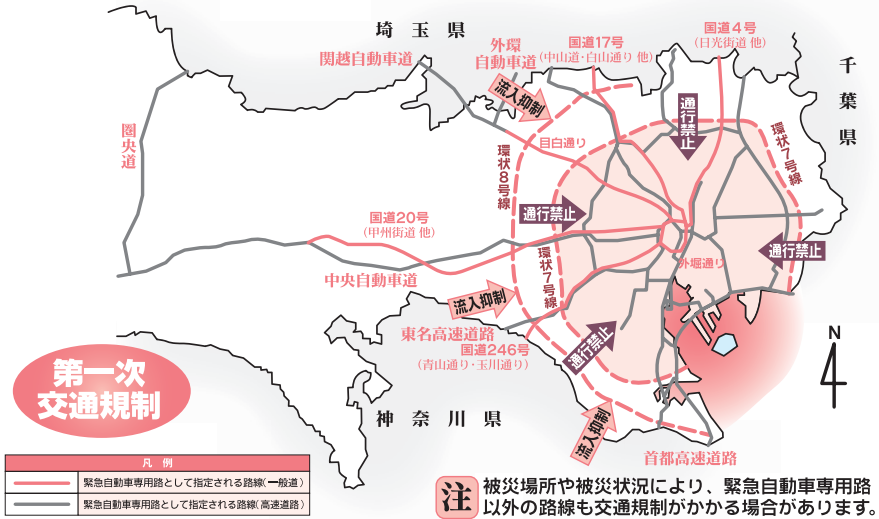 埼玉県
国道4号
(日光街道 他)
外環
自動車道
国道17号
(中山道・白山通り 他)
関越自動車道
千葉県
流入抑制
通行禁止
圏央道
目白通り
環状7号線
環状8号線
通行禁止
国道20号
(甲州街道 他)
外堀通り
通行禁止
環状7号線
中央自動車道
流入抑制
東名高速道路
国道246号
(青山通り・玉川通り)
通行禁止
N
第一次
交通規制
神奈川県
流入抑制
首都高速道路
凡例
緊急自動車専用路として指定される路線(一般道)
緊急自動車専用路として指定される路線(高速道路)
注 被災場所や被災状況により、緊急自動車専用路
以外の路線も交通規制がかかる場合があります。